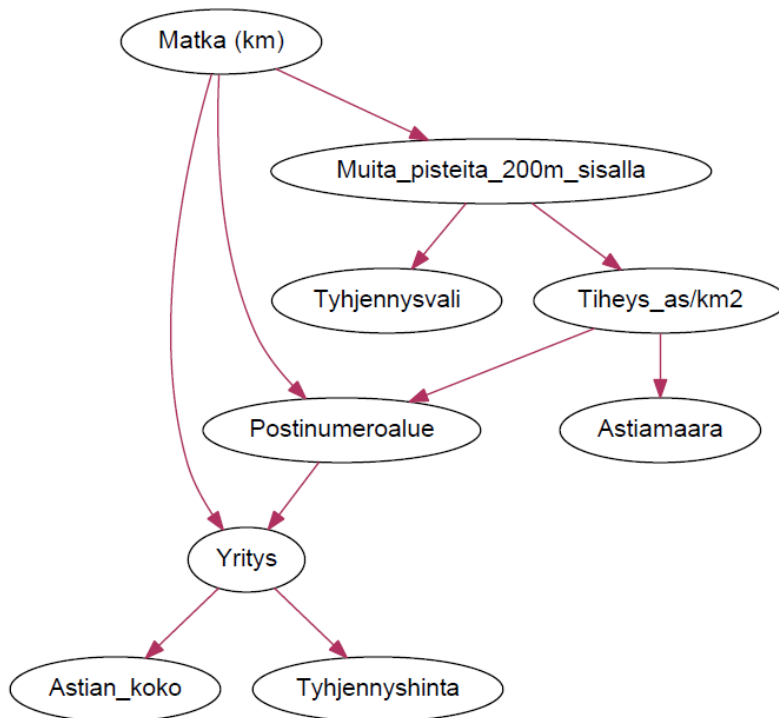 Matka (km)
Muita_pisteita_200m_sisalla
Tyhjennysvali
Tiheys_as/km2
Postinumeroalue
Astiamaara
Yritys
Astian_koko
Tyhjennyshinta